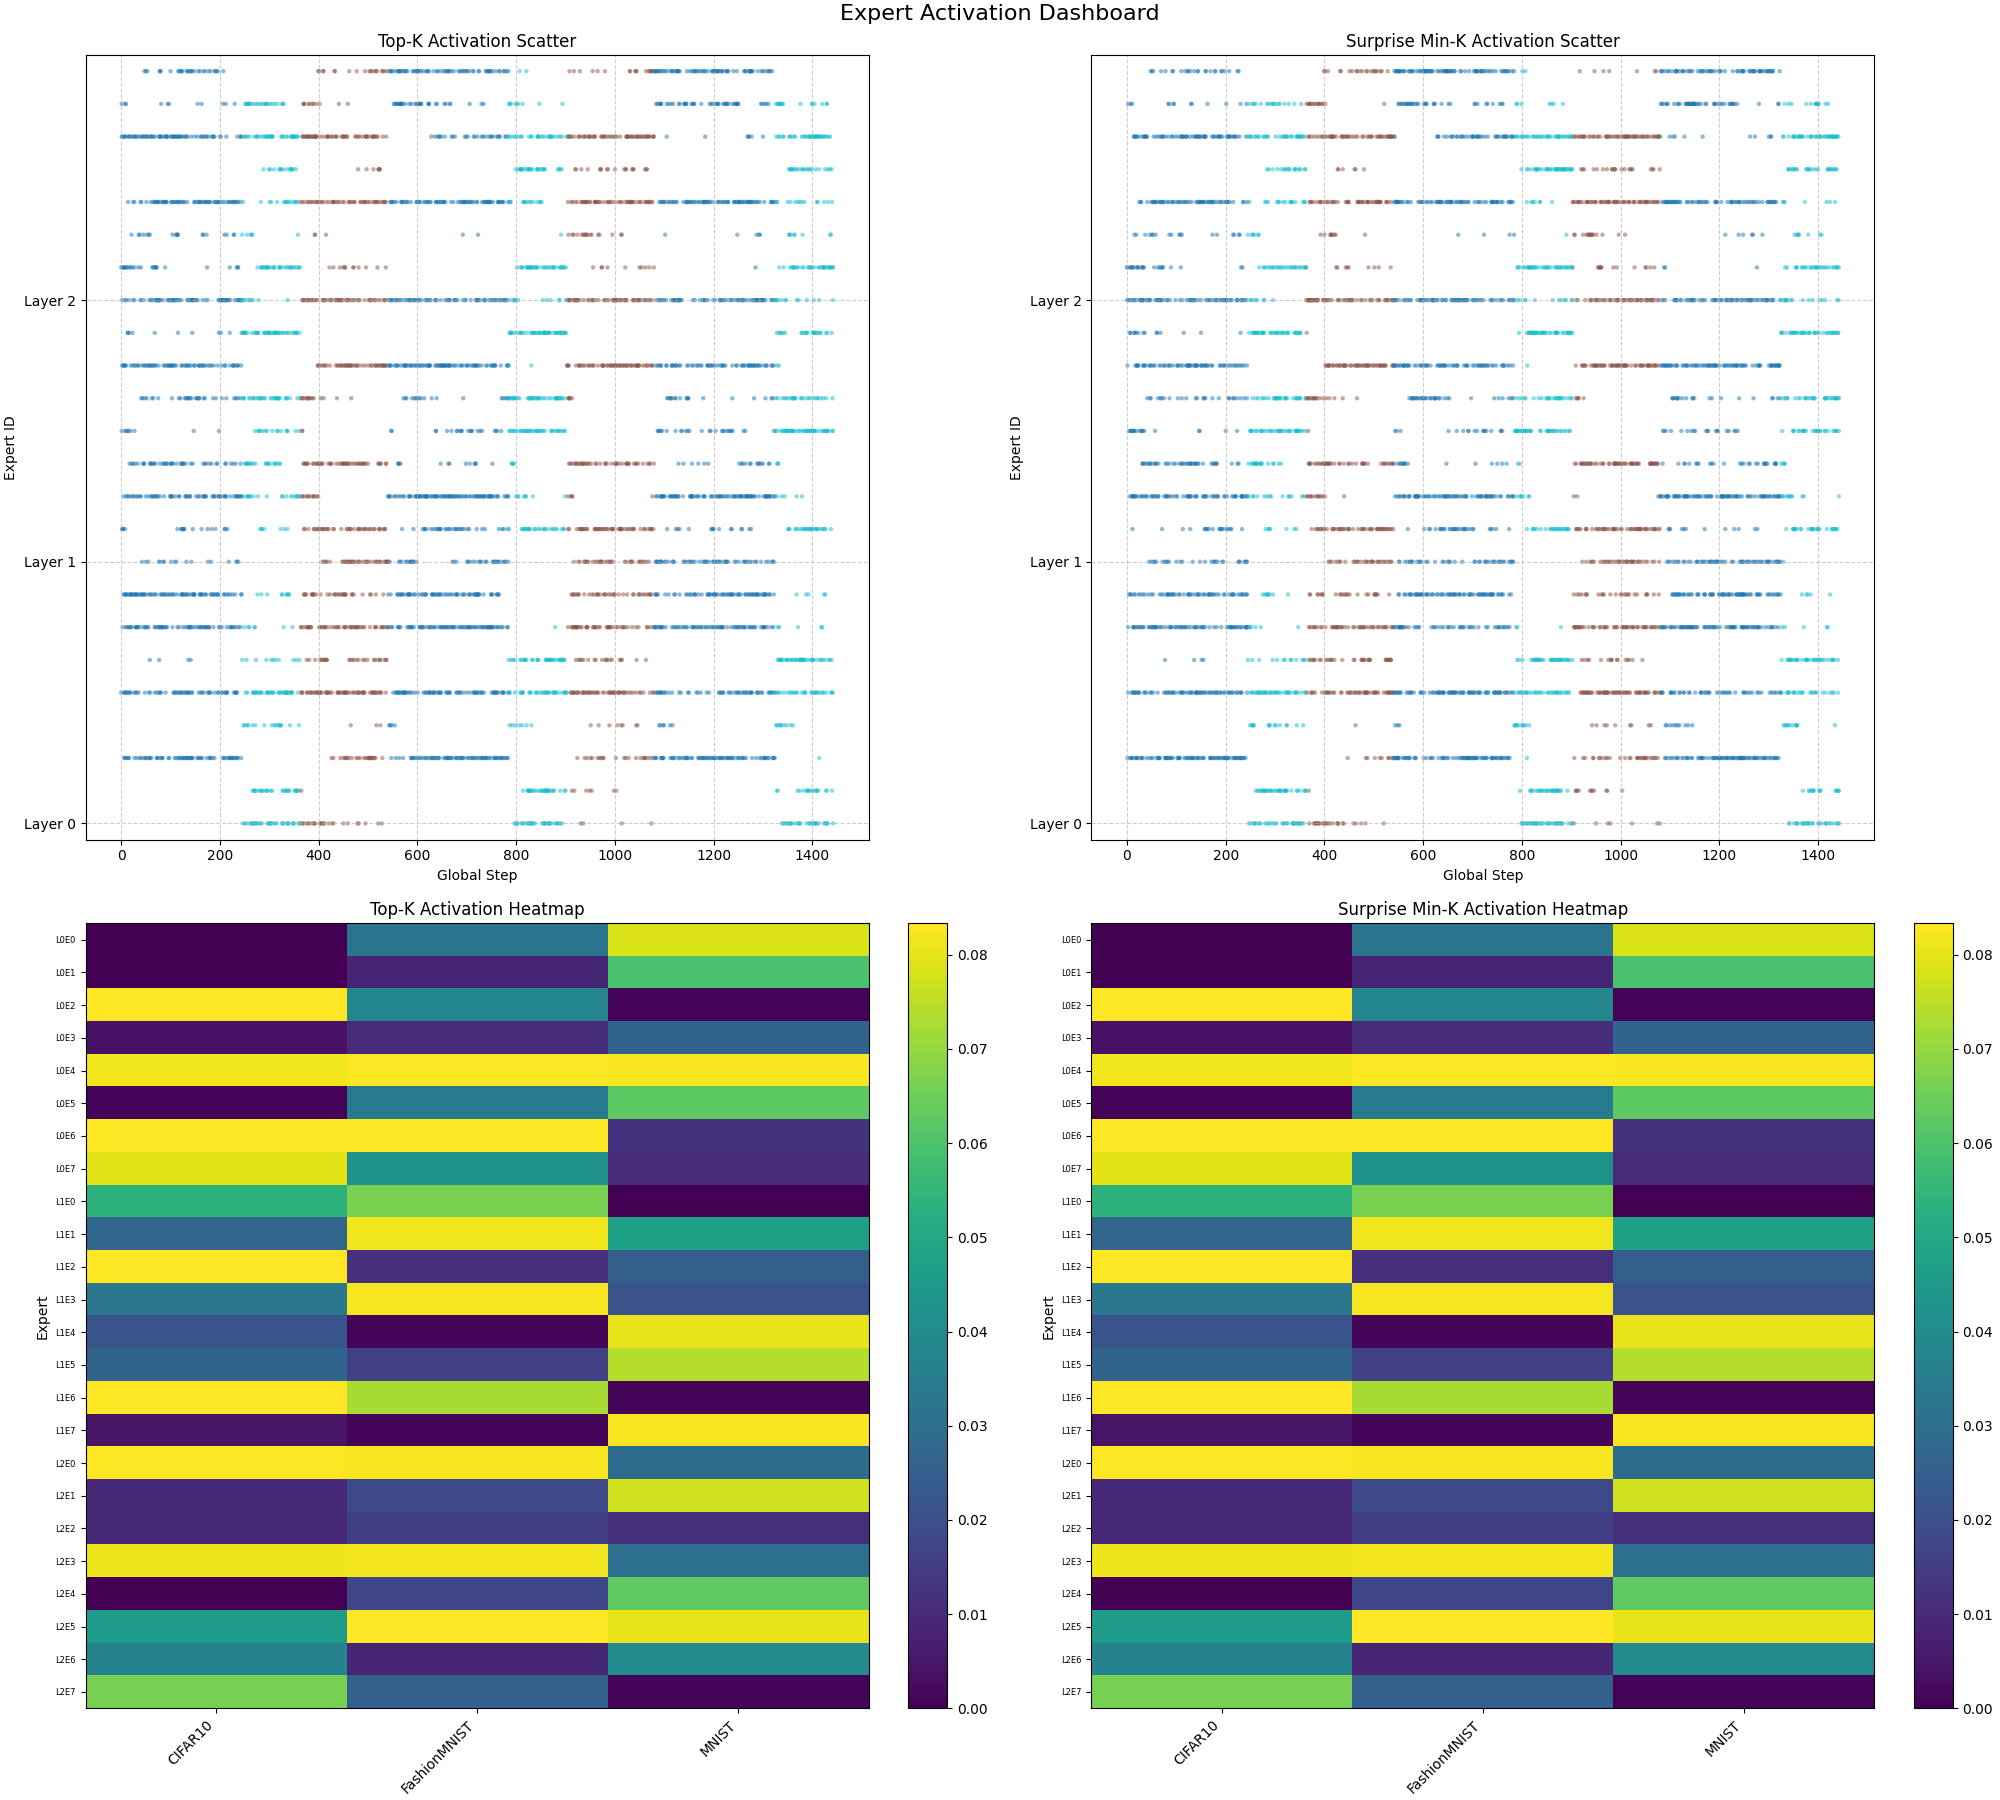 Expert Activation Dashboard
Top-K Activation Scatter
Expert ID
Layer 2
Layer 1
Layer 0
0 200 400 600 800 1000 1200 1400
Global Step
Surprise Min-K Activation Scatter
Expert ID
Layer 2
Layer 1
Layer 0
0 200 400 600 800 1000 1200 1400
Global Step
Top-K Activation Heatmap
Expert
L0E0
L0E1
L0E2
L0E3
L0E4
L0E5
L0E6
L0E7
L1E0
L1E1
L1E2
L1E3
L1E4
L1E5
L1E6
L1E7
L2E0
L2E1
L2E2
L2E3
L2E4
L2E5
L2E6
L2E7
CIFAR10
FashionMNIST
MNIST
0.08
0.07
0.06
0.05
0.04
0.03
0.02
0.01
0.00
Surprise Min-K Activation Heatmap
Expert
L0E0
L0E1
L0E2
L0E3
L0E4
L0E5
L0E6
L0E7
L1E0
L1E1
L1E2
L1E3
L1E4
L1E5
L1E6
L1E7
L2E0
L2E1
L2E2
L2E3
L2E4
L2E5
L2E6
L2E7
CIFAR10
FashionMNIST
MNIST
0.08
0.07
0.06
0.05
0.04
0.03
0.02
0.01
0.00